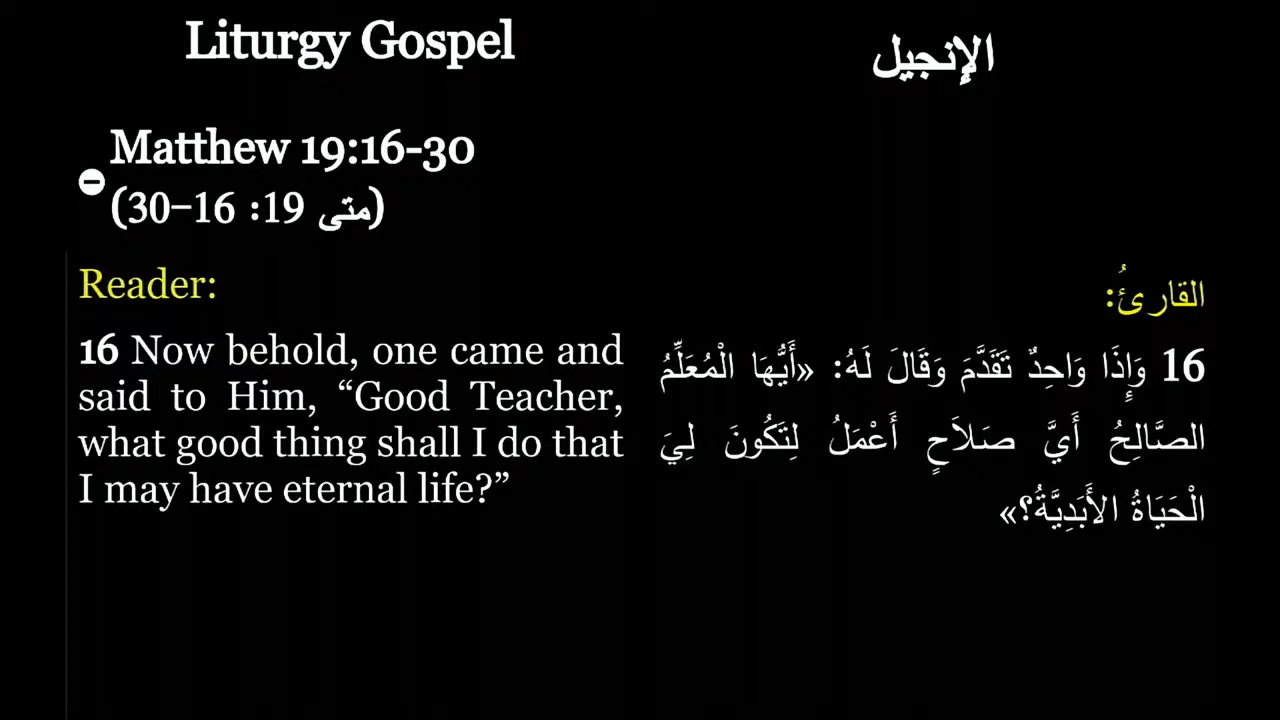 Liturgy Gospel
الإنجيل
Matthew 19:16-30
(متى 19: 16–30)
Reader:
16 Now behold, one came and
said to Him, “Good Teacher,
what good thing shall I do that
I may have eternal life?”
القارئُ:
16 وَإِذَا وَاحِدٌ تَقَدَّمَ وَقَالَ لَهُ: «أَيُّهَا الْمُعَلِّمُ
الصَّالِحُ أَيَّ صَلاَحٍ أَعْمَلُ لِتَكُونَ لِيَ
الْحَيَاةُ الأَبَدِيَّةُ؟»